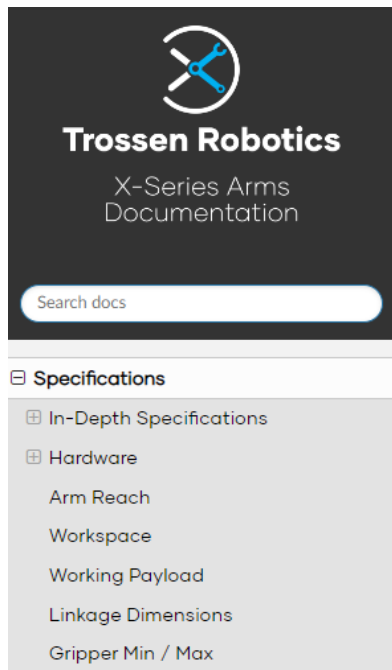 Trossen Robotics
X-Series Arms
Documentation
Search docs
Specifications
In-Depth Specifications
Hardware
Arm Reach
Workspace
Working Payload
Linkage Dimensions
Gripper Min / Max